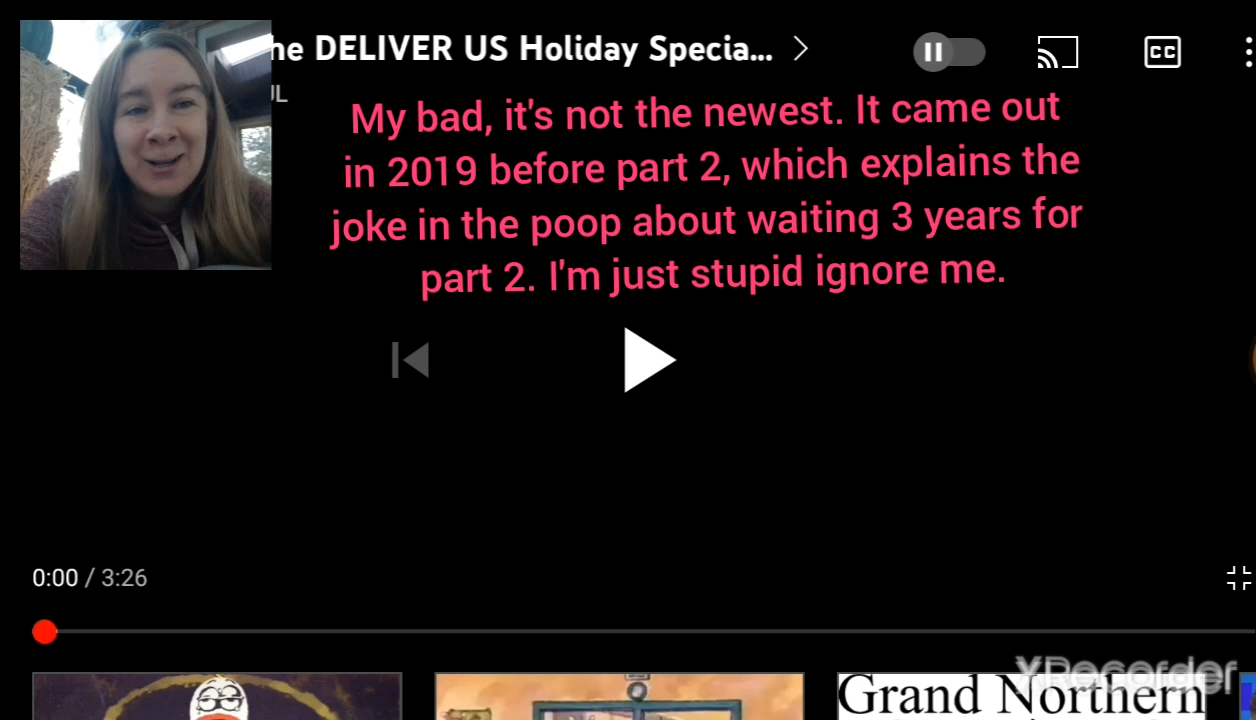 he DELIVER US Holiday Specia...
JL
CC
My bad, it's not the newest. It came out
in 2019 before part 2, which explains the
joke in the poop about waiting 3 years for
part 2. I'm just stupid ignore me.
0:00 / 3:26
XRecorder
Grand Northern